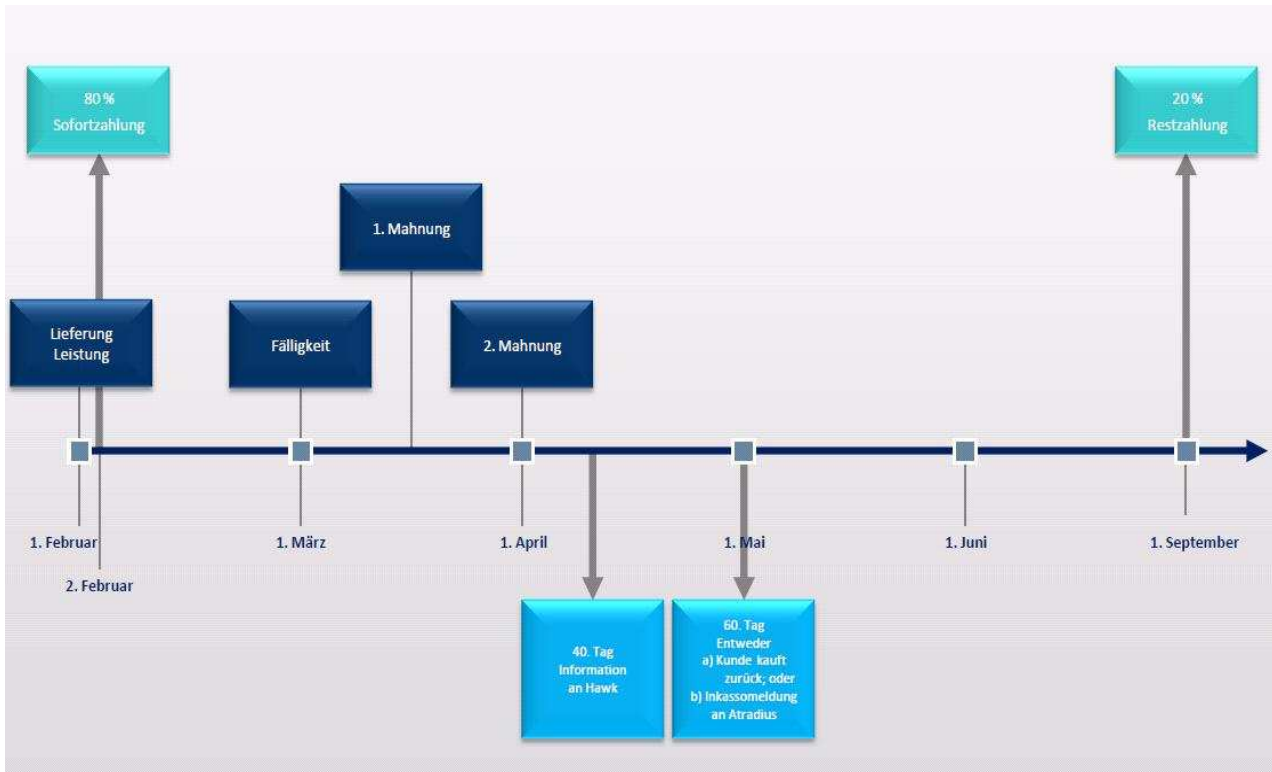 80 %
Sofortzahlung
20 %
Restzahlung
1. Mahnung
Lieferung
Leistung
Fälligkeit
2. Mahnung
1. Februar
1. März
1. April
1. Mai
1. Juni
1. September
2. Februar
40. Tag
Information
an Hawk
60. Tag
Entweder
a) Kunde kauft
zurück; oder
b) Inkassomeldung
an Atradius